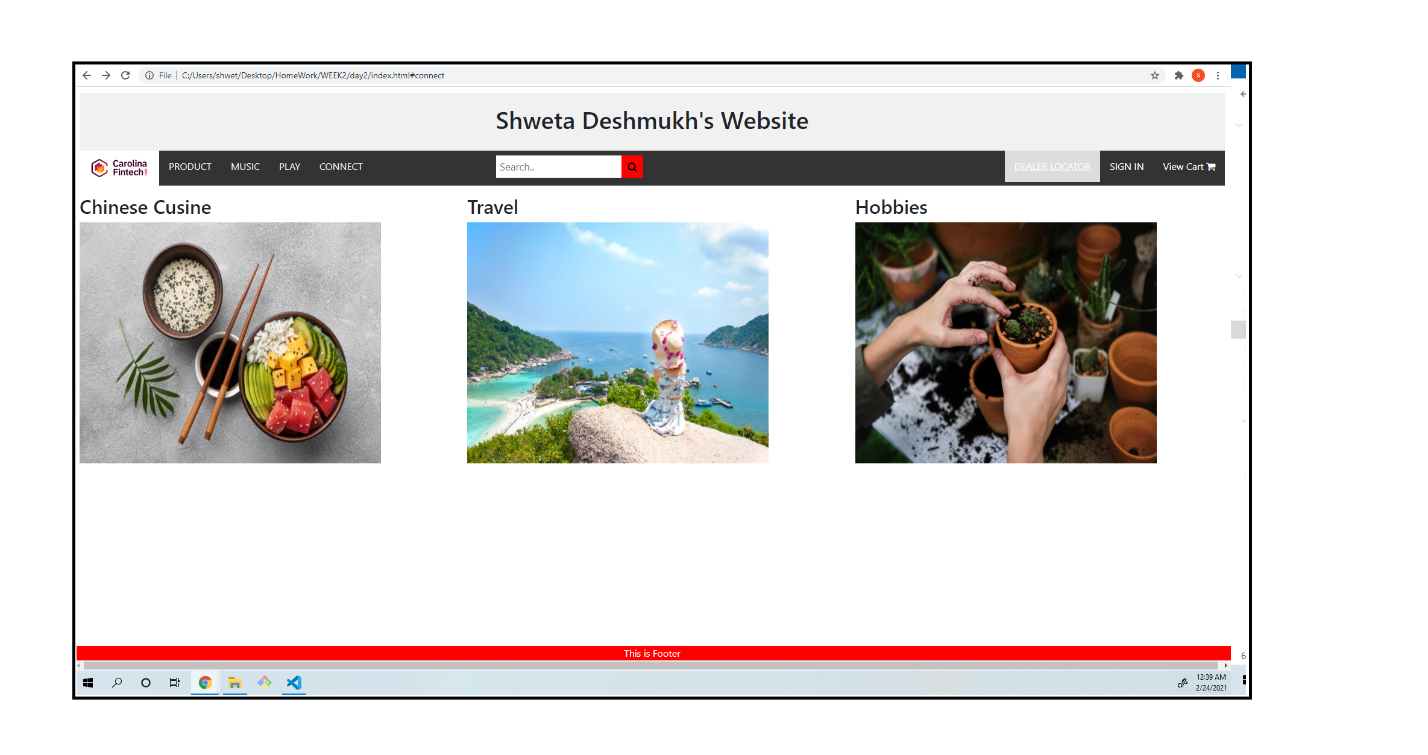 File | C:/Users/shwet/Desktop/HomeWork/WEEK2/day2/index.html#connect
Shweta Deshmukh's Website
Carolina
Fintech!
PRODUCT MUSIC PLAY CONNECT Search.. DEALER LOCATOR SIGN IN View Cart
Chinese Cusine Travel Hobbies
This is Footer
6
12:39 AM
2/24/2021